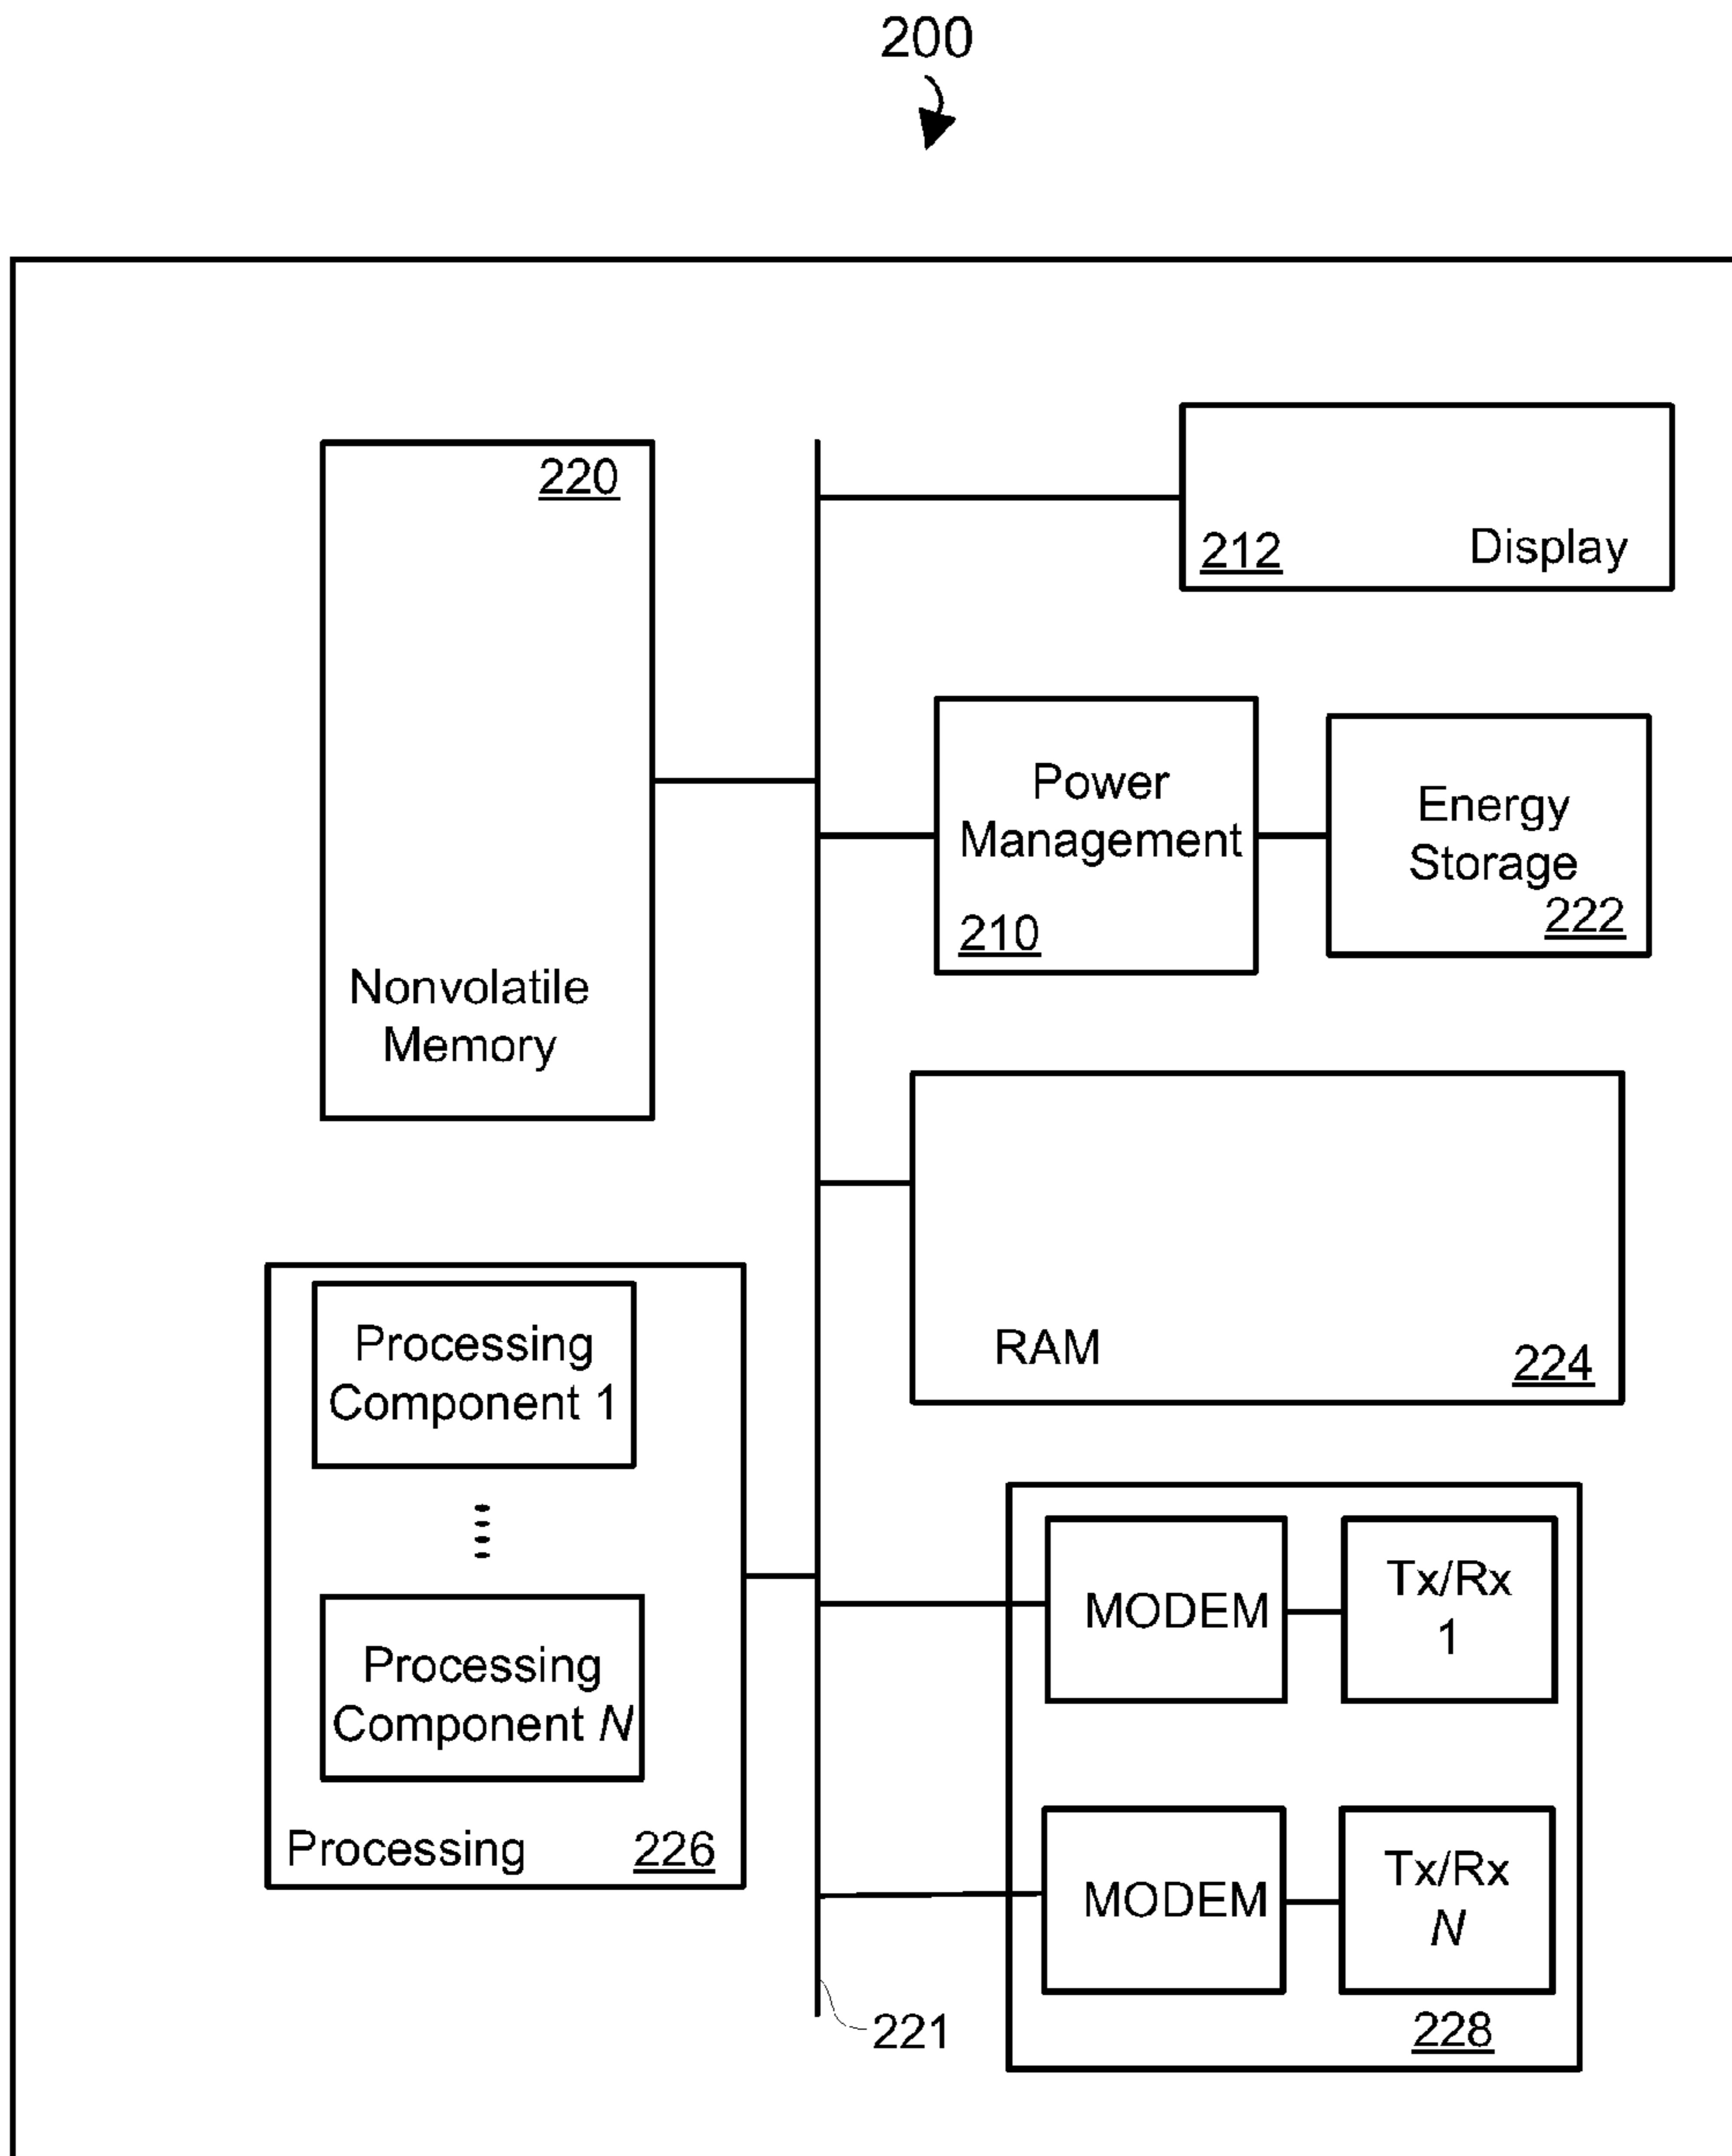 200
220
Nonvolatile
Memory
212
Display
Power
Management
210
Energy
Storage
222
RAM
224
Processing
Component 1
Processing
Component N
Processing
226
MODEM
Tx/Rx
1
MODEM
Tx/Rx
N
228
221